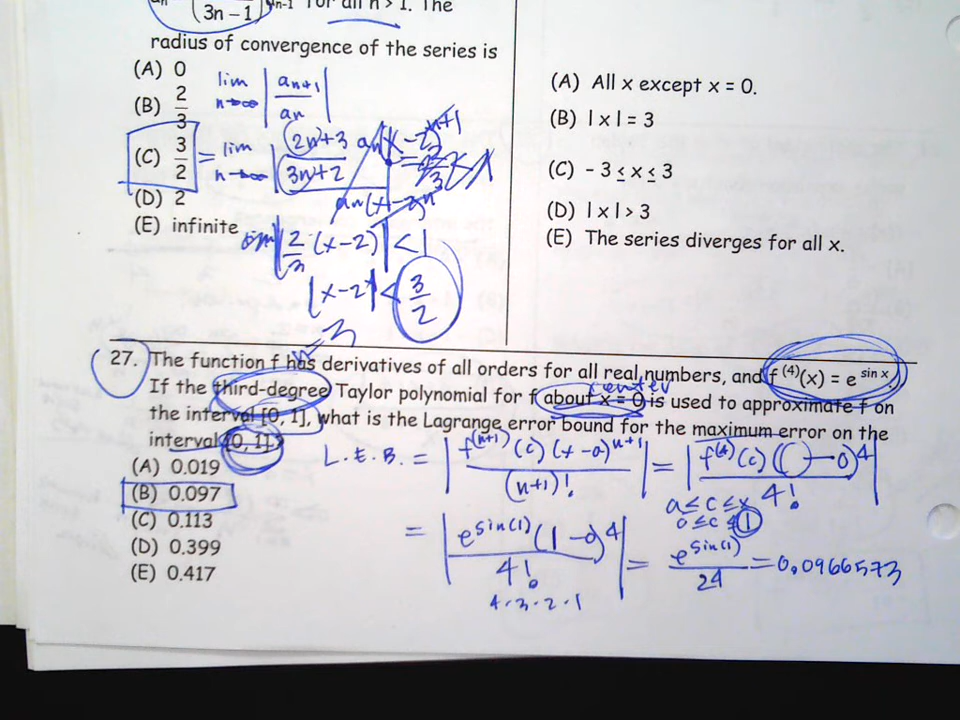 (3n-1) for all n > 1. The
radius of convergence of the series is
(A) 0
(B) 2/3
(C) 3/2
(D) 2
(E) infinite
lim n→∞ |an+1/an|
= lim n→∞ |2n+3
3n+2
|2/3 (x-2)| < 1
|x-2| < 3/2
n=3
(A) All x except x = 0.
(B) |x| = 3
(C) -3 ≤ x ≤ 3
(D) |x| > 3
(E) The series diverges for all x.
27. The function f has derivatives of all orders for all real numbers, and f^(4)(x) = e^sin x.
If the third-degree Taylor polynomial for f about x = 0 is used to approximate f on
center
the interval [0, 1], what is the Lagrange error bound for the maximum error on the
interval [0, 1]?
(A) 0.019
(B) 0.097
(C) 0.113
(D) 0.399
(E) 0.417
L.E.B. = |f^(n+1)(c)(x-0)^n+1/(n+1)!| = |f^(4)(c)(()-0)^4/4!|
a≤c≤x
0≤c≤1
= |e^sin(1)(1-0)^4/4!| = e^sin(1)/24 = 0.0966573
4·3·2·1